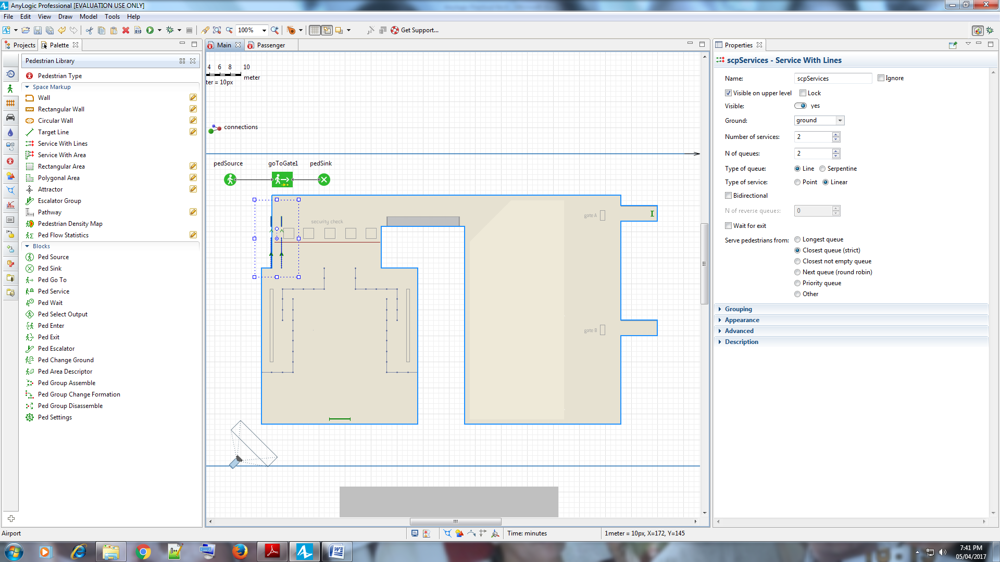 AnyLogic Professional [EVALUATION USE ONLY]
File Edit View Draw Model Tools Help
100% Get Support...
Projects Palette
Pedestrian Library
Pedestrian Type
Space Markup
Wall
Rectangular Wall
Circular Wall
Target Line
Service With Lines
Service With Area
Rectangular Area
Polygonal Area
Attractor
Escalator Group
Pathway
Pedestrian Density Map
Ped Flow Statistics
Blocks
Ped Source
Ped Sink
Ped Go To
Ped Service
Ped Wait
Ped Select Output
Ped Enter
Ped Exit
Ped Escalator
Ped Change Ground
Ped Area Descriptor
Ped Group Assemble
Ped Group Change Formation
Ped Group Disassemble
Ped Settings
Main Passenger
4 6 8 10
meter
ter = 10px
connections
pedSource goToGate1 pedSink
security check
gate A
gate B
Properties
scpServices - Service With Lines
Name: scpServices Ignore
Visible on upper level Lock
Visible: yes
Ground: ground
Number of services: 2
N of queues: 2
Type of queue: Line Serpentine
Type of service: Point Linear
Bidirectional
N of reverse queues: 0
Wait for exit
Serve pedestrians from: Longest queue
Closest queue (strict)
Closest not empty queue
Next queue (round robin)
Priority queue
Other
Grouping
Appearance
Advanced
Description
Airport Time: minutes 1meter = 10px, X=172, Y=145
7:41 PM
05/04/2017